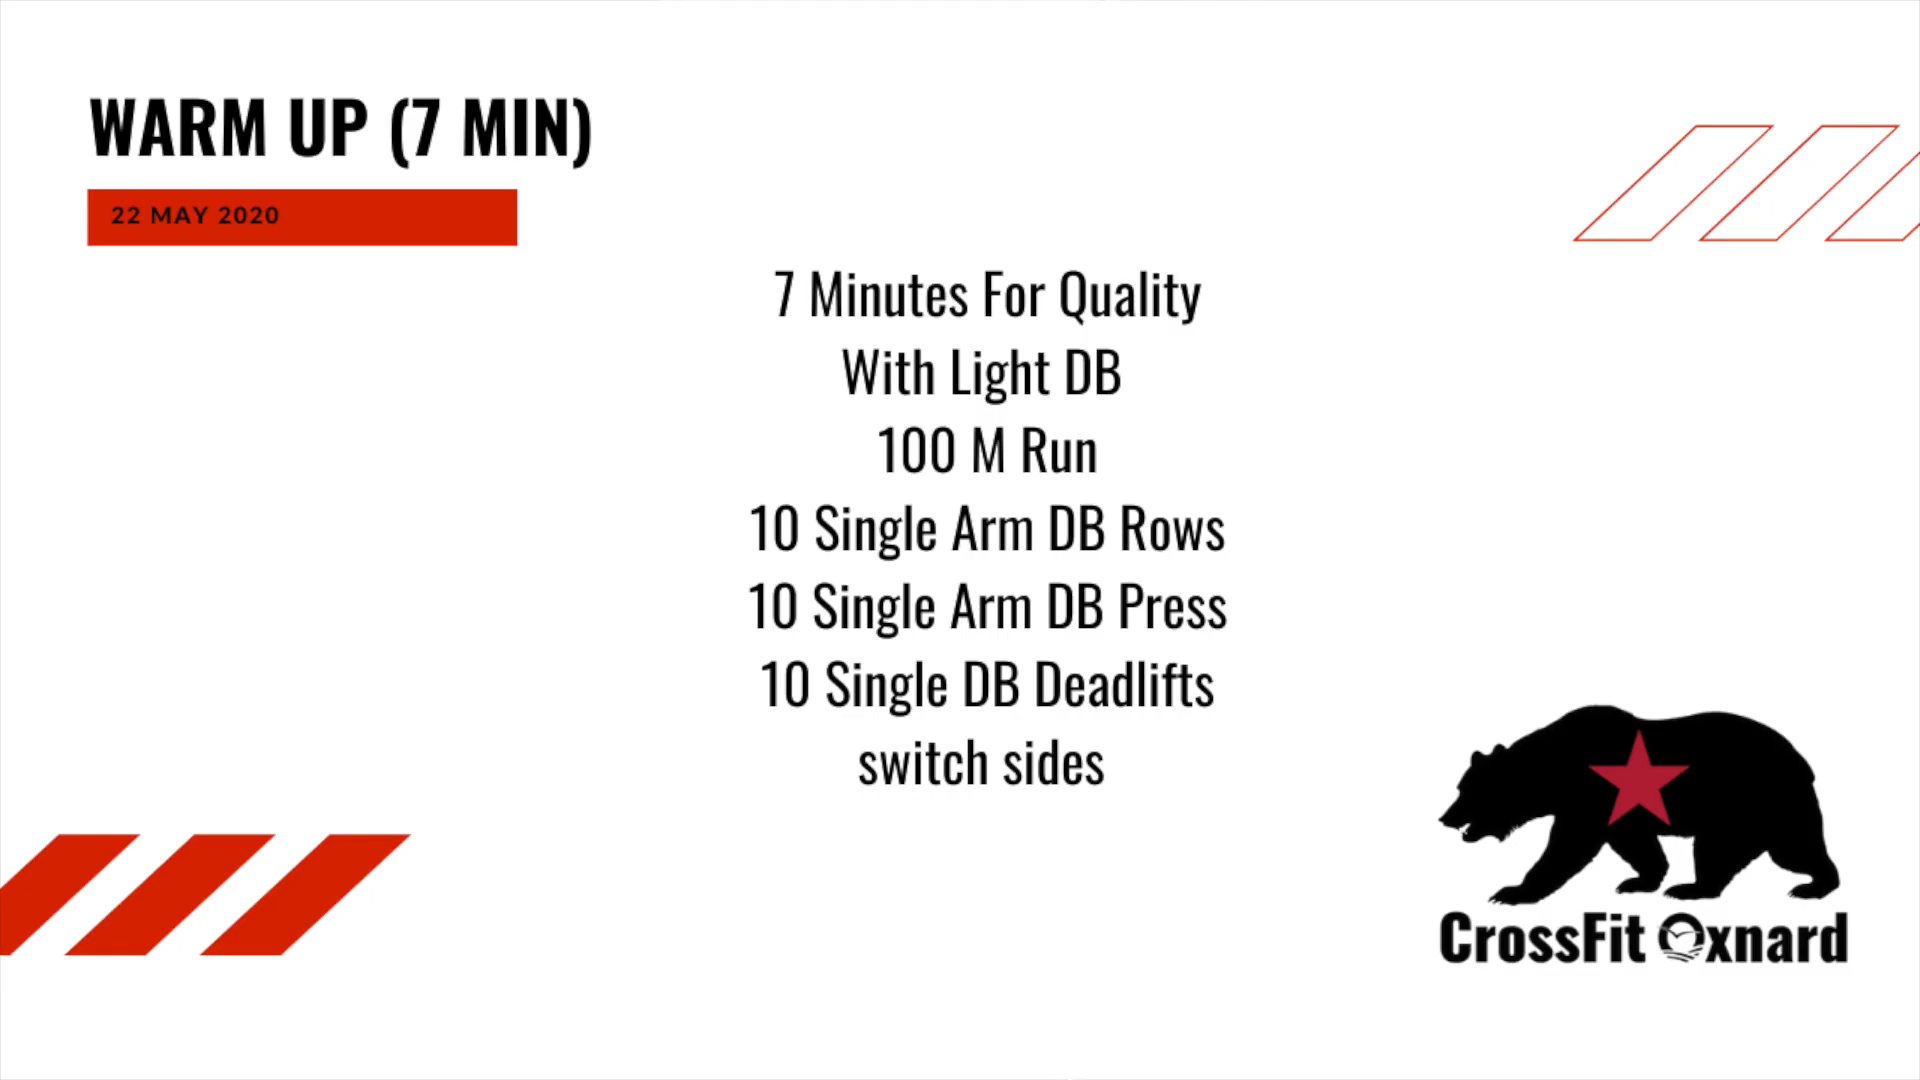 WARM UP (7 MIN)
22 MAY 2020
7 Minutes For Quality
With Light DB
100 M Run
10 Single Arm DB Rows
10 Single Arm DB Press
10 Single DB Deadlifts
switch sides
CrossFit Oxnard